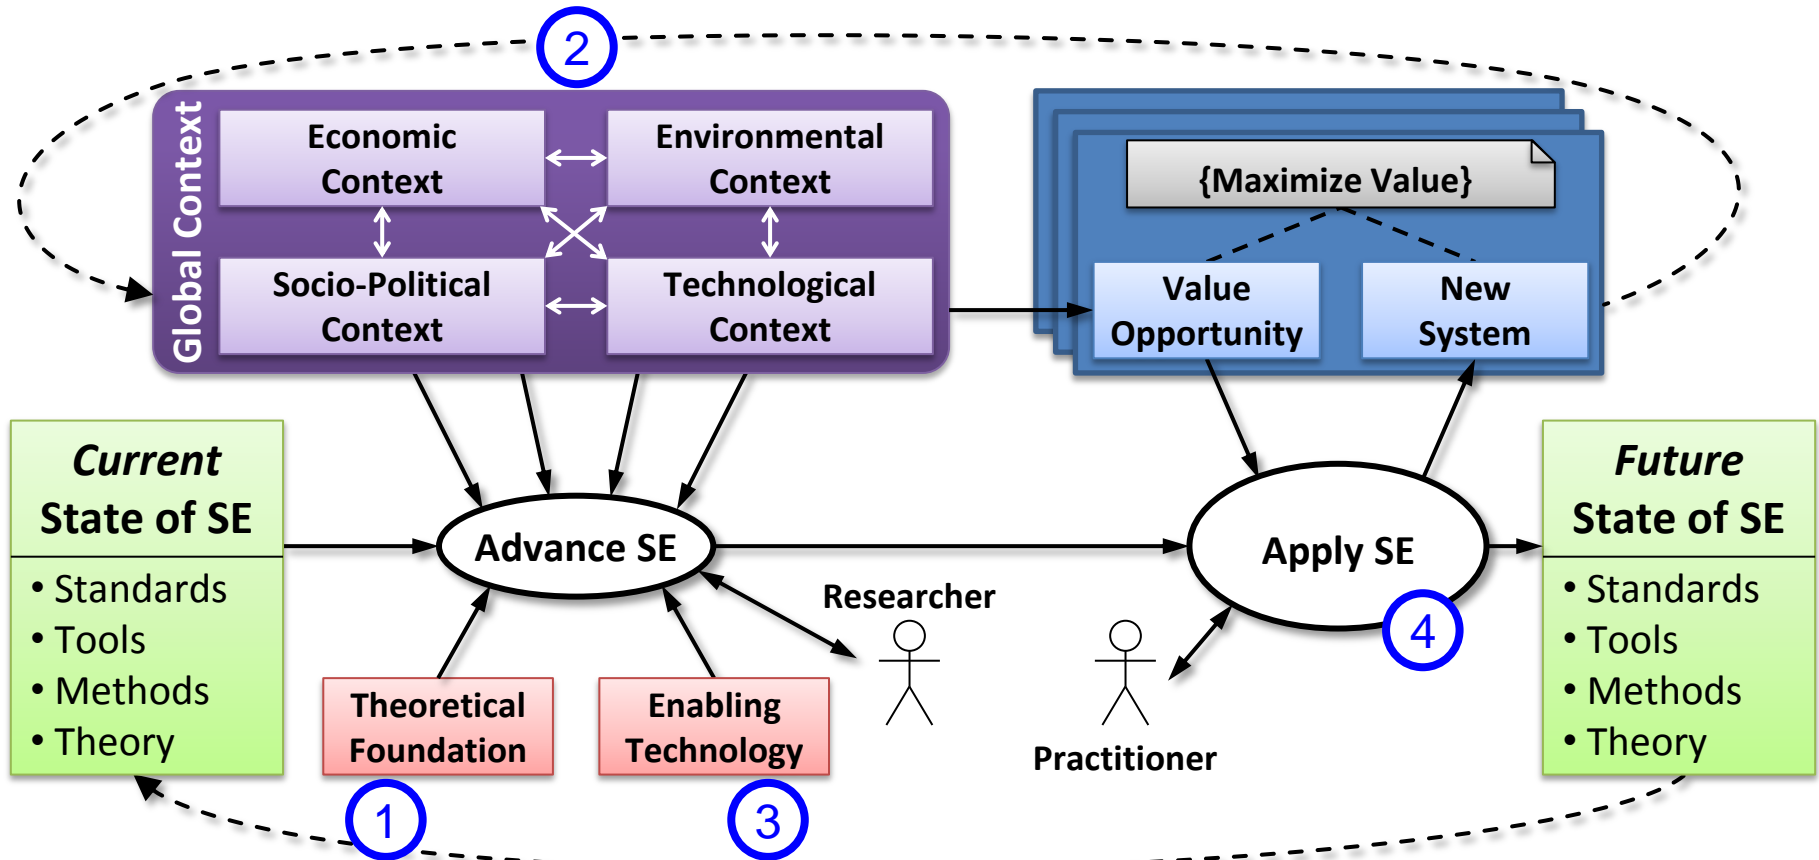 2
Global Context
Economic
Context
Environmental
Context
Socio-Political
Context
Technological
Context
{Maximize Value}
Value
Opportunity
New
System
Current
State of SE
• Standards
• Tools
• Methods
• Theory
Advance SE
Theoretical
Foundation
1
Enabling
Technology
3
Researcher
Practitioner
Apply SE
4
Future
State of SE
• Standards
• Tools
• Methods
• Theory